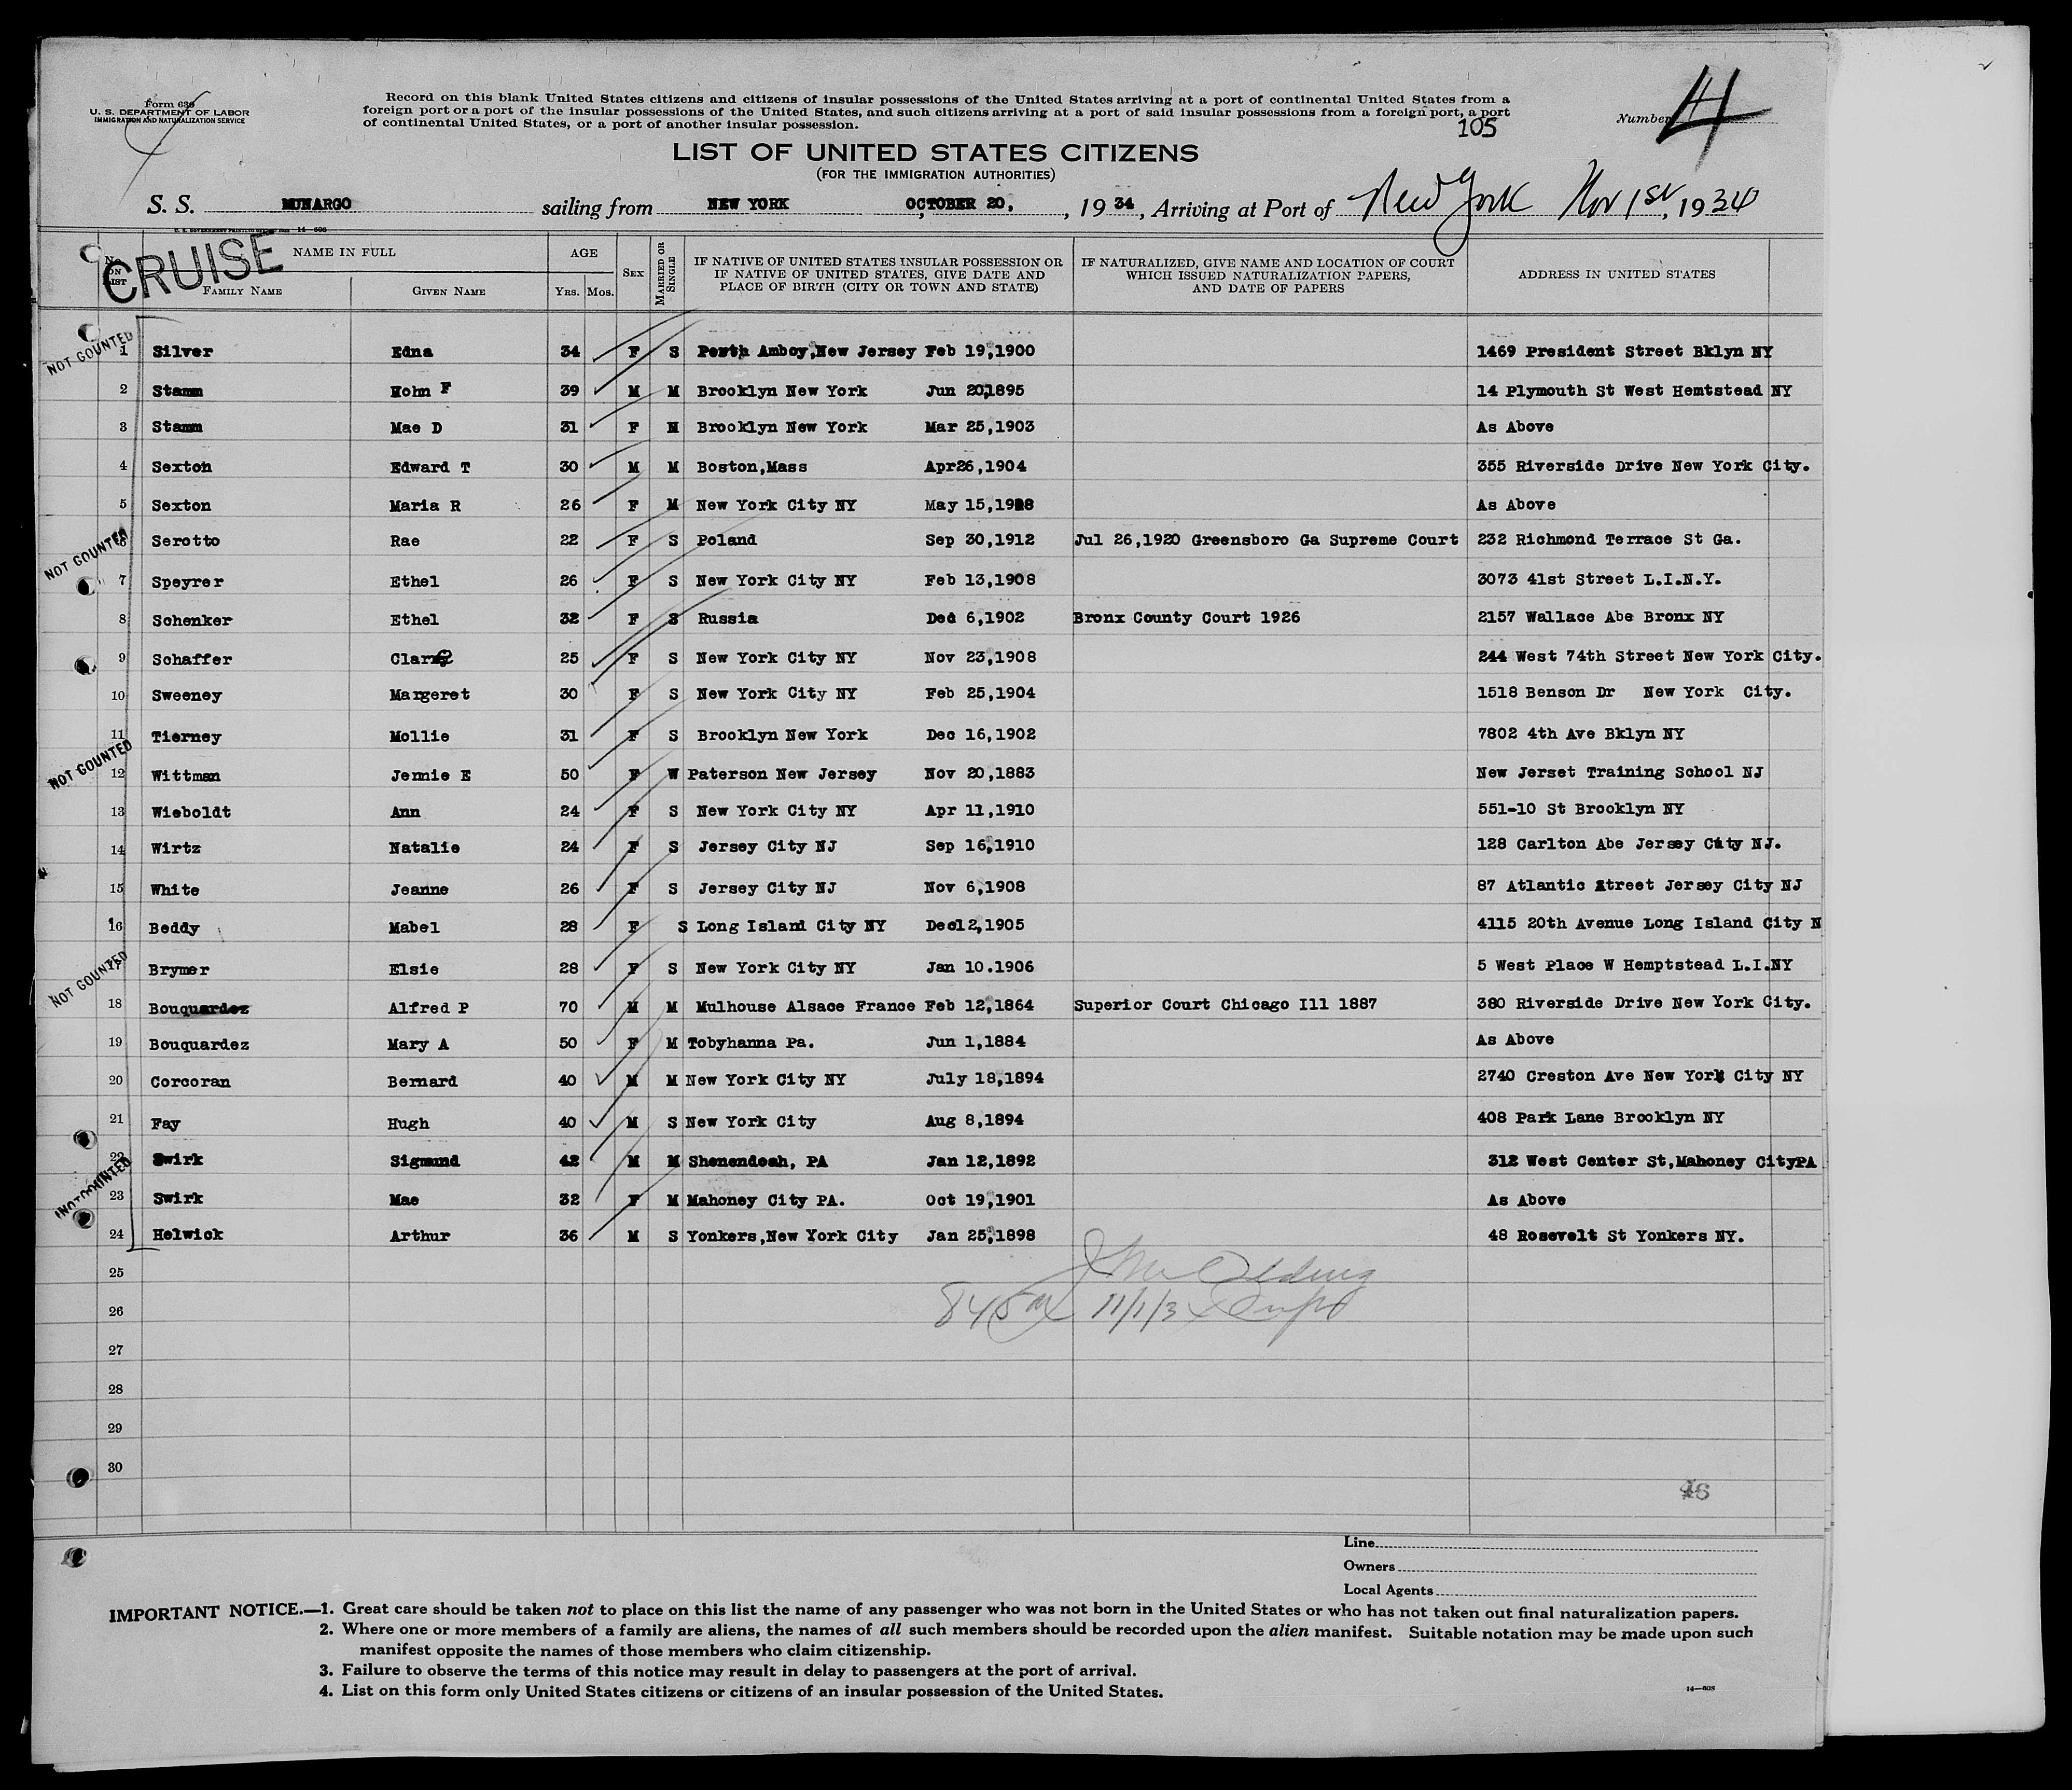 Form 630
U. S. DEPARTMENT OF LABOR
IMMIGRATION AND NATURALIZATION SERVICE
Record on this blank United States citizens and citizens of insular possessions of the United States arriving at a port of continental United States from a
foreign port or a port of the insular possessions of the United States, and such citizens arriving at a port of said insular possessions from a foreign port, a port
of continental United States, or a port of another insular possession.
105
Number 4
LIST OF UNITED STATES CITIZENS
(FOR THE IMMIGRATION AUTHORITIES)
S. S. MUNARGO sailing from NEW YORK OCTOBER 20, , 19 34, Arriving at Port of New York Nov 1st, 1934
CRUISE
No. ON LIST NAME IN FULL AGE SEX MARRIED OR SINGLE IF NATIVE OF UNITED STATES INSULAR POSSESSION OR IF NATIVE OF UNITED STATES, GIVE DATE AND PLACE OF BIRTH (CITY OR TOWN AND STATE) IF NATURALIZED, GIVE NAME AND LOCATION OF COURT WHICH ISSUED NATURALIZATION PAPERS, AND DATE OF PAPERS ADDRESS IN UNITED STATES
FAMILY NAME GIVEN NAME YRS. MOS.
NOT COUNTED
1 Silver Edna 34 F S Perth Amboy,New Jersey Feb 19,1900 1469 President Street Bklyn NY
2 Stamm Hohn F 39 M M Brooklyn New York Jun 20,1895 14 Plymouth St West Hemtstead NY
3 Stamm Mae D 31 F M Brooklyn New York Mar 25,1903 As Above
4 Sexton Edward T 30 M M Boston,Mass Apr26,1904 355 Riverside Drive New York City.
5 Sexton Maria R 26 F M New York City NY May 15,1908 As Above
NOT COUNTED
6 Serotto Rae 22 F S Poland Sep 30,1912 Jul 26,1920 Greensboro Ga Supreme Court 232 Richmond Terrace St Ga.
7 Speyrer Ethel 26 F S New York City NY Feb 13,1908 3073 41st Street L.I.N.Y.
8 Schenker Ethel 32 F S Russia Ded 6,1902 Bronx County Court 1926 2157 Wallace Abe Bronx NY
9 Schaffer 25 F S New York City NY Nov 23,1908 244 West 74th Street New York City.
10 Sweeney Margeret 30 F S New York City NY Feb 25,1904 1518 Benson Dr New York City.
11 Tierney Mollie 31 F S Brooklyn New York Dec 16,1902 7802 4th Ave Bklyn NY
NOT COUNTED
12 Wittman Jennie E 50 F W Paterson New Jersey Nov 20,1883 New Jerset Training School NJ
13 Wieboldt Ann 24 F S New York City NY Apr 11,1910 551-10 St Brooklyn NY
14 Wirtz Natalie 24 F S Jersey City NJ Sep 16,1910 128 Carlton Abe Jersey City NJ.
15 White Jeanne 26 F S Jersey City NJ Nov 6,1908 87 Atlantic Street Jersey City NJ
16 Beddy Mabel 28 F S Long Island City NY Dec12,1905 4115 20th Avenue Long Island City N
NOT COUNTED
17 Brymer Elsie 28 F S New York City NY Jan 10.1906 5 West Place W Hemptstead L.I.NY
18 Bouquardez Alfred P 70 M M Mulhouse Alsace France Feb 12,1864 Superior Court Chicago Ill 1887 380 Riverside Drive New York City.
19 Bouquardez Mary A 50 F M Tobyhanna Pa. Jun 1,1884 As Above
20 Corcoran Bernard 40 M M New York City NY July 18,1894 2740 Creston Ave New York City NY
21 Fay Hugh 40 M S New York City Aug 8,1894 408 Park Lane Brooklyn NY
NOT COUNTED
22 Swirk Sigmund 42 M M Shenendoah, PA Jan 12,1892 312 West Center St,Mahoney CityPA
23 Swirk Mae 32 F M Mahoney City PA. Oct 19,1901 As Above
24 Helwick Arthur 36 M S Yonkers,New York City Jan 25,1898 48 Rosevelt St Yonkers NY.
25
26 11/1/3
27
28
29
30
Line
Owners
Local Agents
IMPORTANT NOTICE.—1. Great care should be taken not to place on this list the name of any passenger who was not born in the United States or who has not taken out final naturalization papers.
2. Where one or more members of a family are aliens, the names of all such members should be recorded upon the alien manifest. Suitable notation may be made upon such
manifest opposite the names of those members who claim citizenship.
3. Failure to observe the terms of this notice may result in delay to passengers at the port of arrival.
4. List on this form only United States citizens or citizens of an insular possession of the United States.
14—608